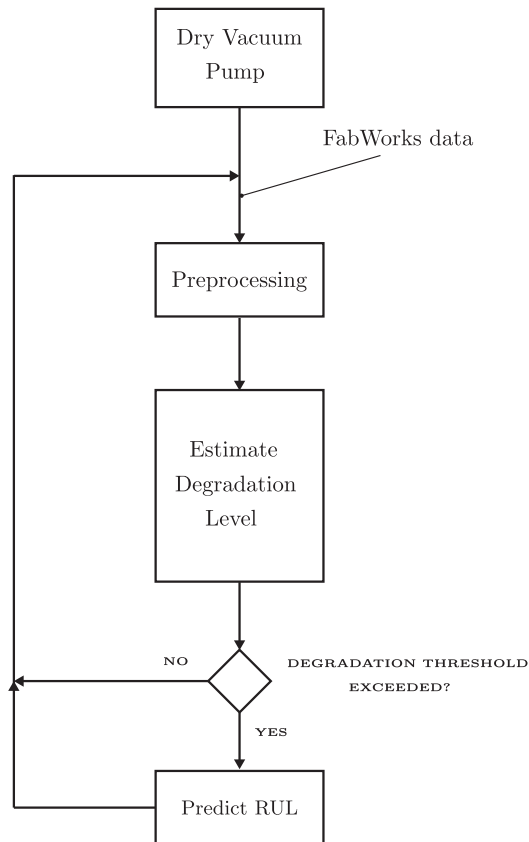 Dry Vacuum
Pump
FabWorks data
Preprocessing
Estimate
Degradation
Level
NO
DEGRADATION THRESHOLD
EXCEEDED?
YES
Predict RUL